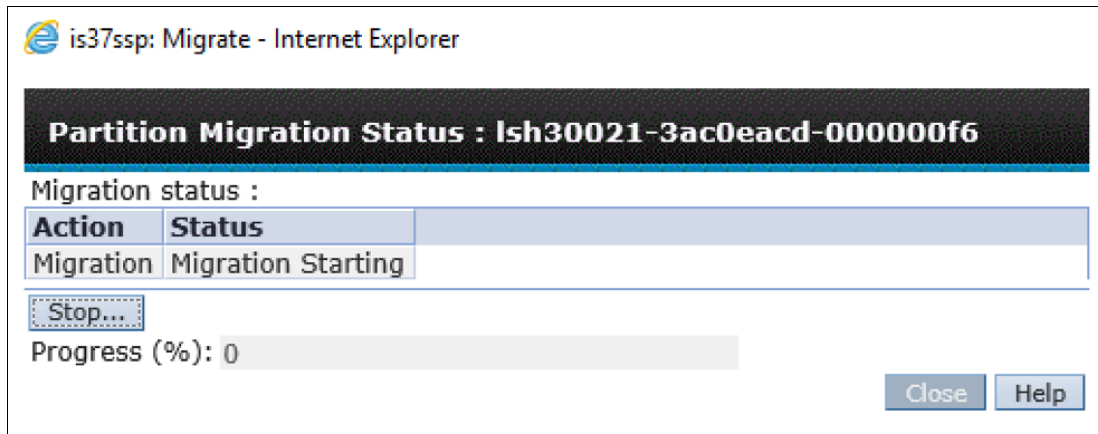 is37ssp: Migrate - Internet Explorer
Partition Migration Status : lsh30021-3ac0eacd-000000f6
Migration status :
Action Status
Migration Migration Starting
Stop...
Progress (%): 0
Close Help